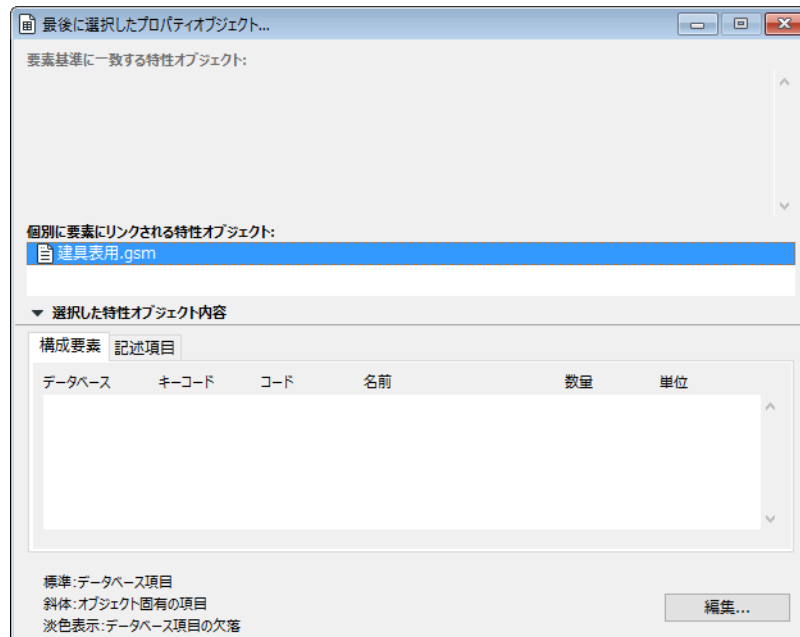 最後に選択したプロパティオブジェクト...
要素基準に一致する特性オブジェクト:
個別に要素にリンクされる特性オブジェクト:
建具表用.gsm
選択した特性オブジェクト内容
構成要素 記述項目
データベース キーコード コード 名前 数量 単位
標準:データベース項目
斜体:オブジェクト固有の項目
淡色表示:データベース項目の欠落
編集...